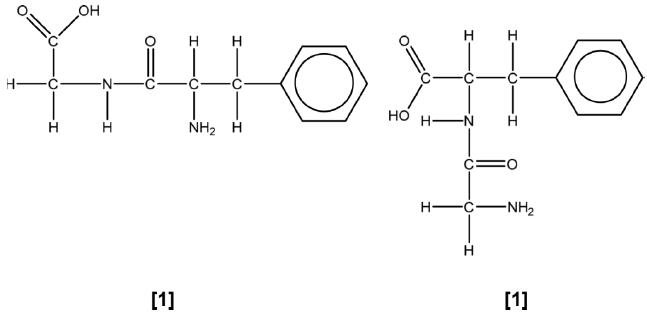 O OH
H C N C C C
O H H
H H NH2 H
O H H
C C C
HO H N H
C O
H C NH2
H
[1] [1]